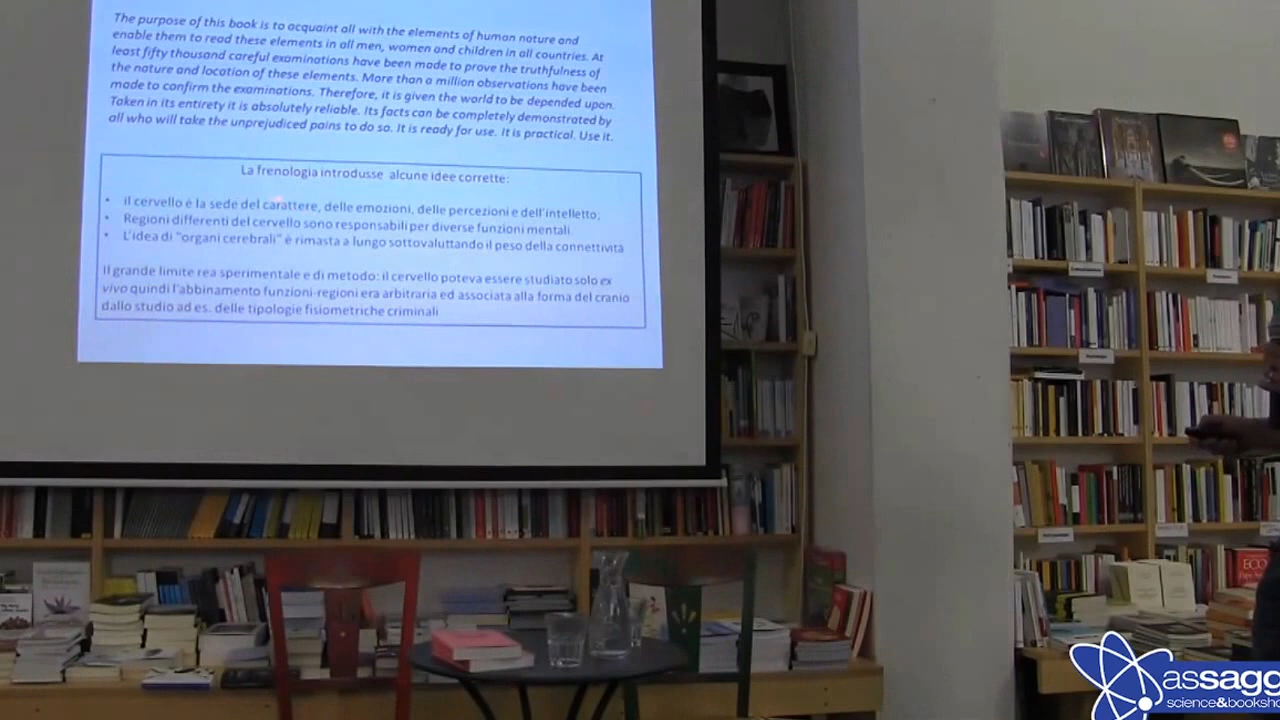 The purpose of this book is to acquaint all with the elements of human nature and
enable them to read these elements in all men, women and children in all countries. At
least fifty thousand careful examinations have been made to prove the truthfulness of
the nature and location of these elements. More than a million observations have been
made to confirm the examinations. Therefore, it is given the world to be depended upon.
Taken in its entirety it is absolutely reliable. Its facts can be completely demonstrated by
all who will take the unprejudiced pains to do so. It is ready for use. It is practical. Use it.
La frenologia introdusse alcune idee corrette:
• il cervello è la sede del carattere, delle emozioni, delle percezioni e dell'intelletto;
• Regioni differenti del cervello sono responsabili per diverse funzioni mentali.
• L'idea di "organi cerebrali" è rimasta a lungo sottovaluttando il peso della connettività
Il grande limite rea sperimentale e di metodo: il cervello poteva essere studiato solo ex
vivo quindi l'abbinamento funzioni-regioni era arbitraria ed associata alla forma del cranio
dallo studio ad es. delle tipologie fisiometriche criminali
ECO
assagg
science&booksho